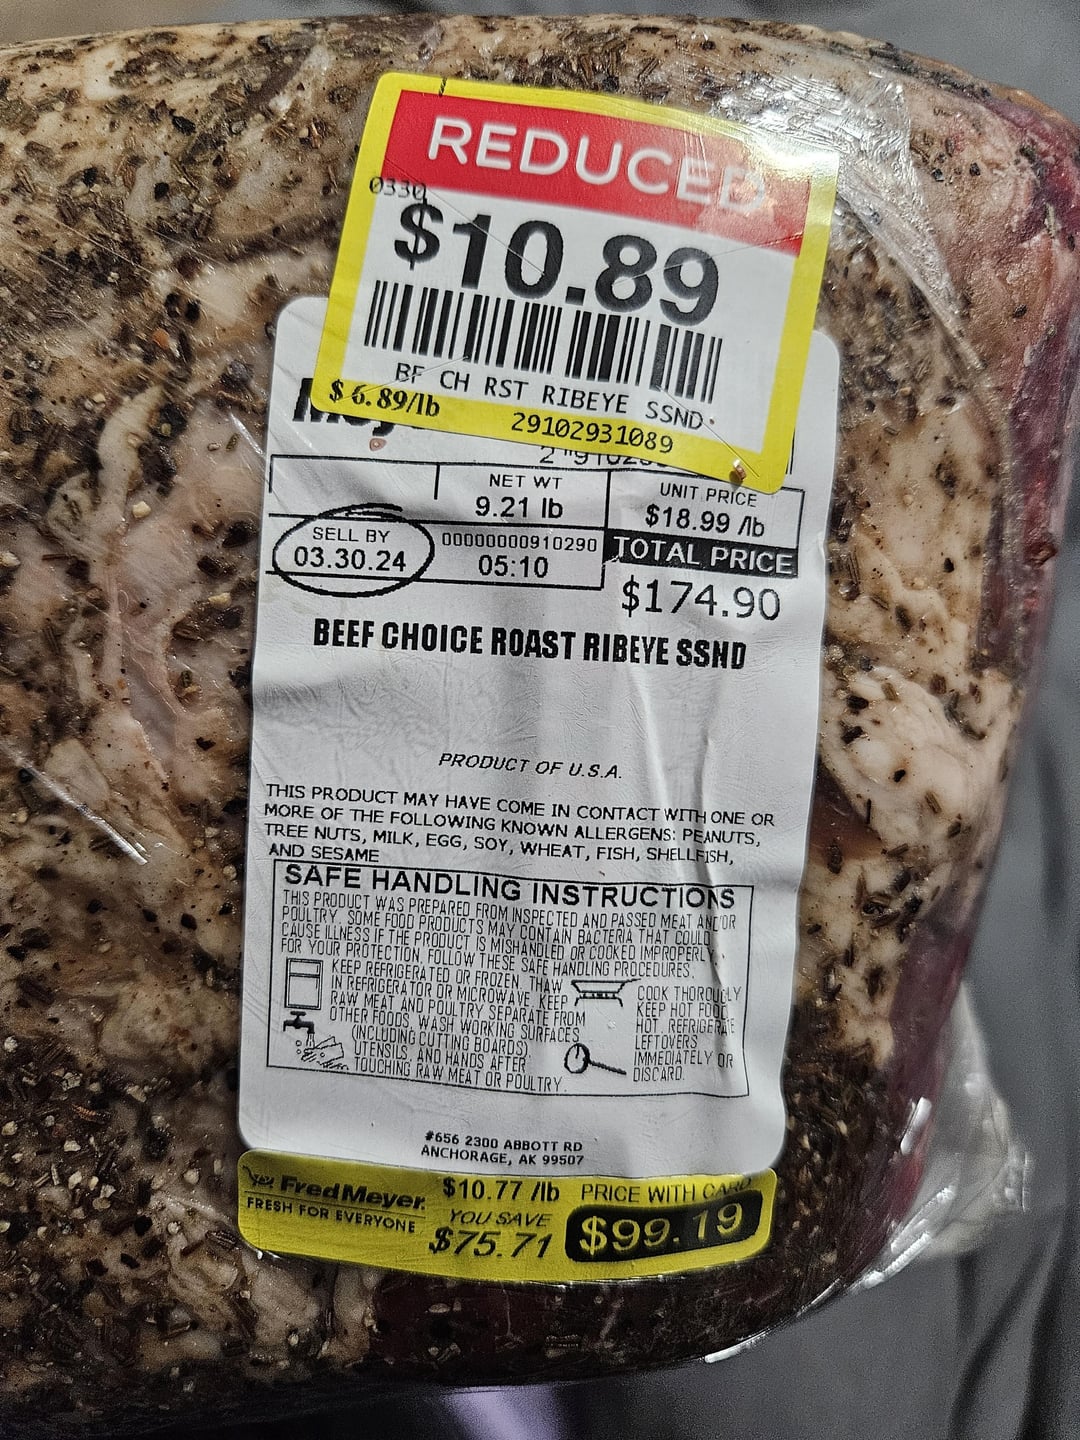 REDUCED
0330
$10.89
BF CH RST RIBEYE SSND
$6.89/lb
29102931089
NET WT
9.21 lb
UNIT PRICE
$18.99 /lb
SELL BY
03.30.24
00000000910290
05:10
TOTAL PRICE
$174.90
BEEF CHOICE ROAST RIBEYE SSND
PRODUCT OF U.S.A.
THIS PRODUCT MAY HAVE COME IN CONTACT WITH ONE OR
MORE OF THE FOLLOWING KNOWN ALLERGENS: PEANUTS,
TREE NUTS, MILK, EGG, SOY, WHEAT, FISH, SHELLFISH,
AND SESAME
SAFE HANDLING INSTRUCTIONS
THIS PRODUCT WAS PREPARED FROM INSPECTED AND PASSED MEAT AND/OR
POULTRY. SOME FOOD PRODUCTS MAY CONTAIN BACTERIA THAT COULD
CAUSE ILLNESS IF THE PRODUCT IS MISHANDLED OR COOKED IMPROPERLY.
FOR YOUR PROTECTION, FOLLOW THESE SAFE HANDLING PROCEDURES.
KEEP REFRIGERATED OR FROZEN. THAW
IN REFRIGERATOR OR MICROWAVE. KEEP
RAW MEAT AND POULTRY SEPARATE FROM
OTHER FOODS. WASH WORKING SURFACES
(INCLUDING CUTTING BOARDS),
UTENSILS, AND HANDS AFTER
TOUCHING RAW MEAT OR POULTRY.
COOK THOROUGLY
KEEP HOT FOODS
HOT. REFRIGERATE
LEFTOVERS
IMMEDIATELY OR
DISCARD.
#656 2300 ABBOTT RD
ANCHORAGE, AK 99507
Fred Meyer.
FRESH FOR EVERYONE
$10.77 /lb
PRICE WITH CARD
YOU SAVE
$75.71
$99.19